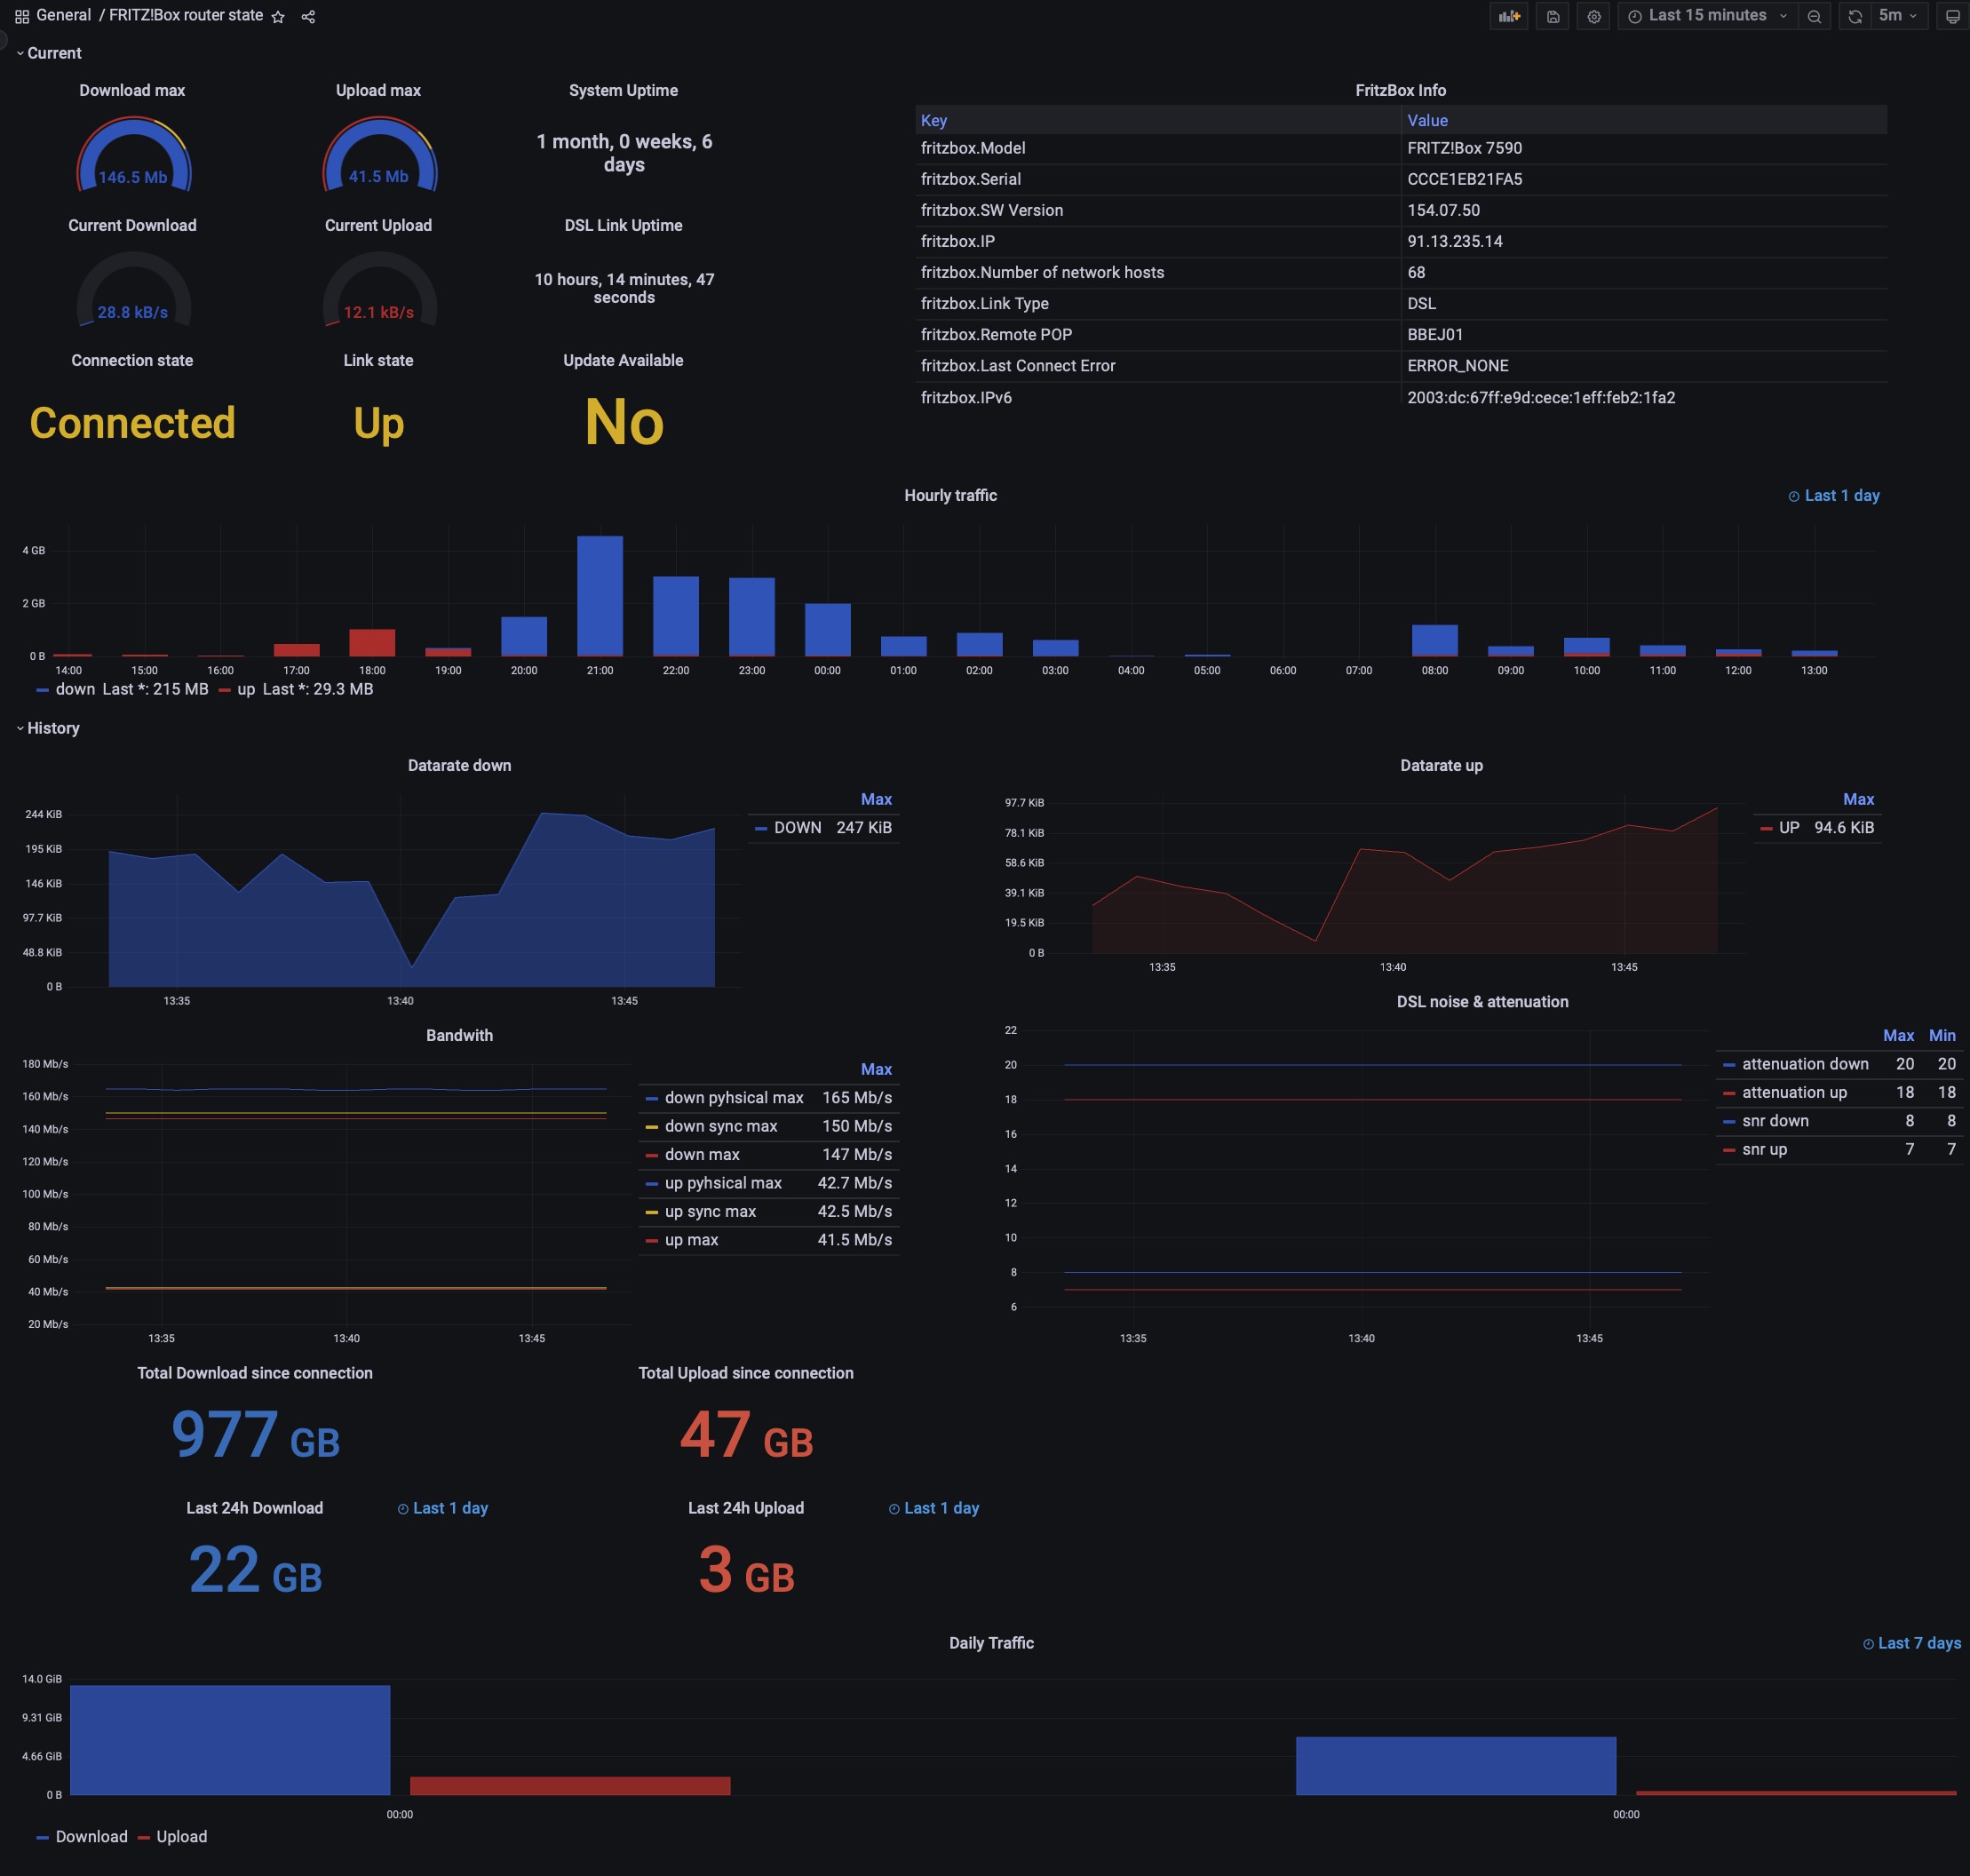 General / FRITZ!Box router state
Last 15 minutes
5m
Current
Download max
Upload max
System Uptime
146.5 Mb
41.5 Mb
1 month, 0 weeks, 6
days
Current Download
Current Upload
DSL Link Uptime
28.8 kB/s
12.1 kB/s
10 hours, 14 minutes, 47
seconds
Connection state
Link state
Update Available
Connected
Up
No
FritzBox Info
Key Value
fritzbox.Model FRITZ!Box 7590
fritzbox.Serial CCCE1EB21FA5
fritzbox.SW Version 154.07.50
fritzbox.IP 91.13.235.14
fritzbox.Number of network hosts 68
fritzbox.Link Type DSL
fritzbox.Remote POP BBEJ01
fritzbox.Last Connect Error ERROR_NONE
fritzbox.IPv6 2003:dc:67ff:e9d:cece:1eff:feb2:1fa2
Hourly traffic
Last 1 day
4 GB
2 GB
0 B
14:00 15:00 16:00 17:00 18:00 19:00 20:00 21:00 22:00 23:00 00:00 01:00 02:00 03:00 04:00 05:00 06:00 07:00 08:00 09:00 10:00 11:00 12:00 13:00
down Last *: 215 MB up Last *: 29.3 MB
History
Datarate down
244 KiB
195 KiB
146 KiB
97.7 KiB
48.8 KiB
0 B
13:35 13:40 13:45
Max
DOWN 247 KiB
Datarate up
97.7 KiB
78.1 KiB
58.6 KiB
39.1 KiB
19.5 KiB
0 B
13:35 13:40 13:45
Max
UP 94.6 KiB
Bandwith
180 Mb/s
160 Mb/s
140 Mb/s
120 Mb/s
100 Mb/s
80 Mb/s
60 Mb/s
40 Mb/s
20 Mb/s
13:35 13:40 13:45
Max
down pyhsical max 165 Mb/s
down sync max 150 Mb/s
down max 147 Mb/s
up pyhsical max 42.7 Mb/s
up sync max 42.5 Mb/s
up max 41.5 Mb/s
DSL noise & attenuation
22
20
18
16
14
12
10
8
6
13:35 13:40 13:45
Max Min
attenuation down 20 20
attenuation up 18 18
snr down 8 8
snr up 7 7
Total Download since connection
977 GB
Total Upload since connection
47 GB
Last 24h Download
Last 1 day
22 GB
Last 24h Upload
Last 1 day
3 GB
Daily Traffic
Last 7 days
14.0 GiB
9.31 GiB
4.66 GiB
0 B
00:00 00:00
Download Upload